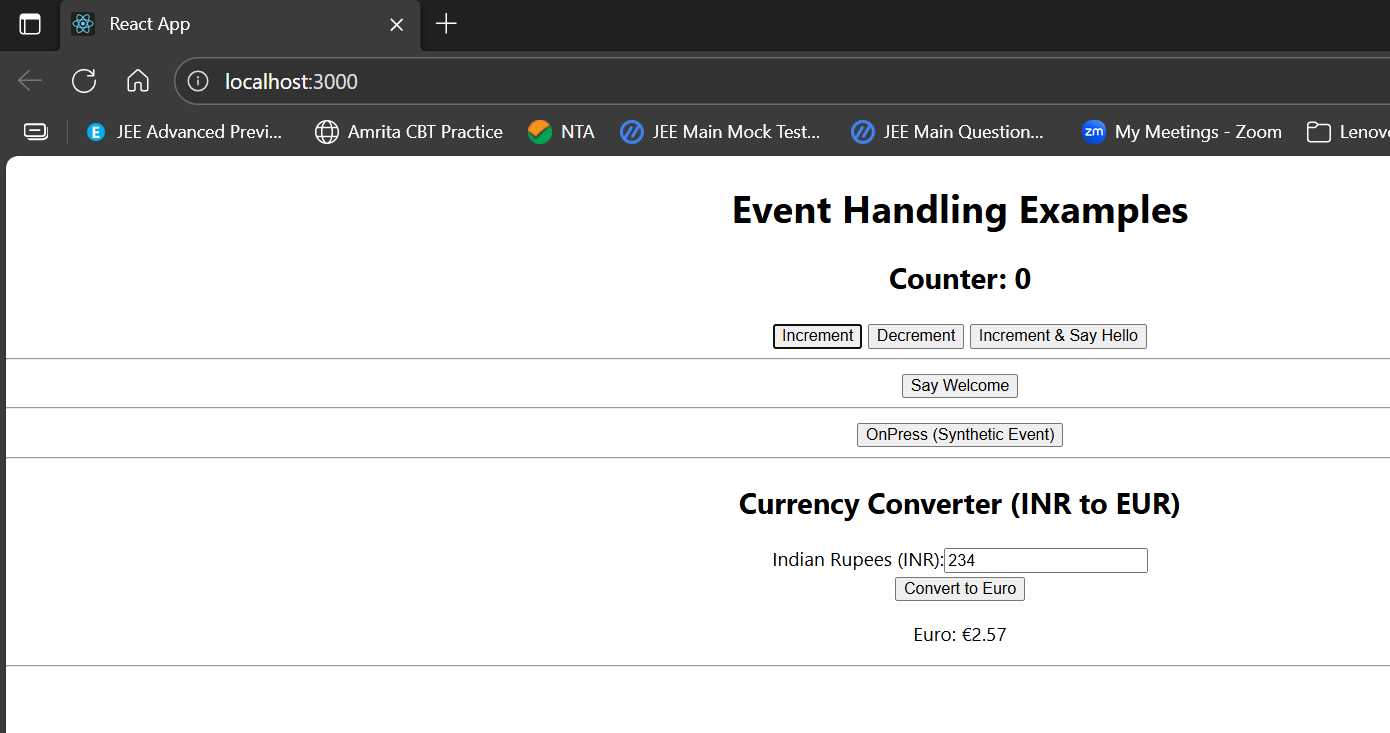 React App
localhost:3000
E JEE Advanced Previ... Amrita CBT Practice NTA JEE Main Mock Test... JEE Main Question... zm My Meetings - Zoom Lenovo
Event Handling Examples
Counter: 0
Increment Decrement Increment & Say Hello
Say Welcome
OnPress (Synthetic Event)
Currency Converter (INR to EUR)
Indian Rupees (INR):234
Convert to Euro
Euro: €2.57